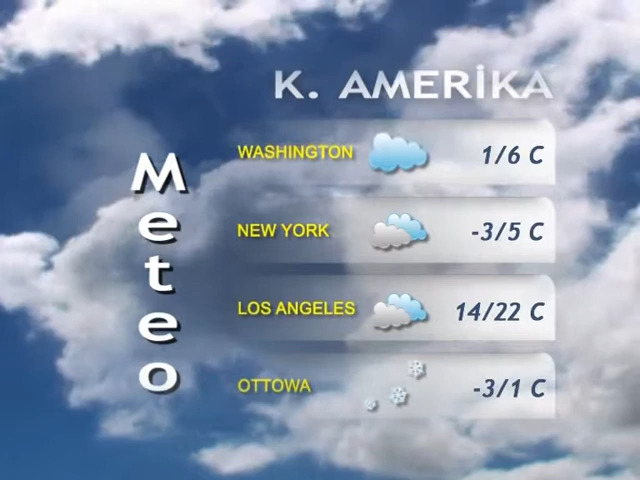 K. AMERİKA
Meteo
WASHINGTON 1/6 C
NEW YORK -3/5 C
LOS ANGELES 14/22 C
OTTOWA -3/1 C